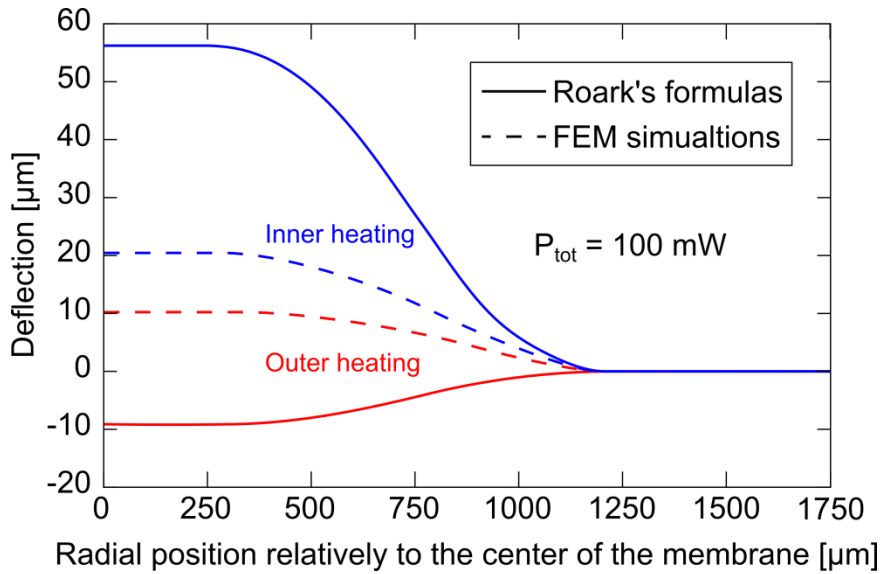 60
50
40
30
20
10
0
-10
-20
Deflection [µm]
Roark's formulas
FEM simualtions
Inner heating
P_tot = 100 mW
Outer heating
0 250 500 750 1000 1250 1500 1750
Radial position relatively to the center of the membrane [µm]